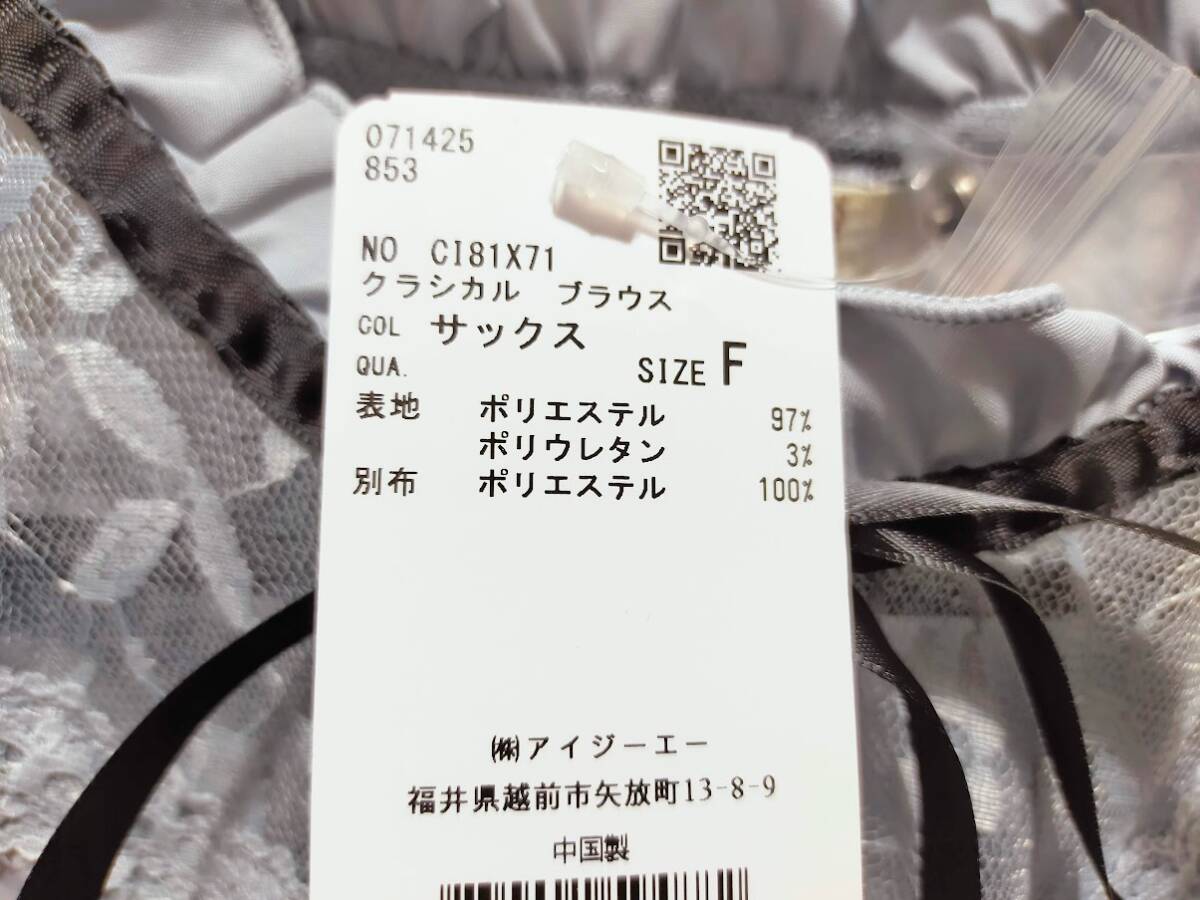 071425
853
NO CI81X71
クラシカル ブラウス
COL サックス
QUA. SIZE F
表地 ポリエステル 97%
ポリウレタン 3%
別布 ポリエステル 100%
㈱アイジーエー
福井県越前市矢放町13-8-9
中国製